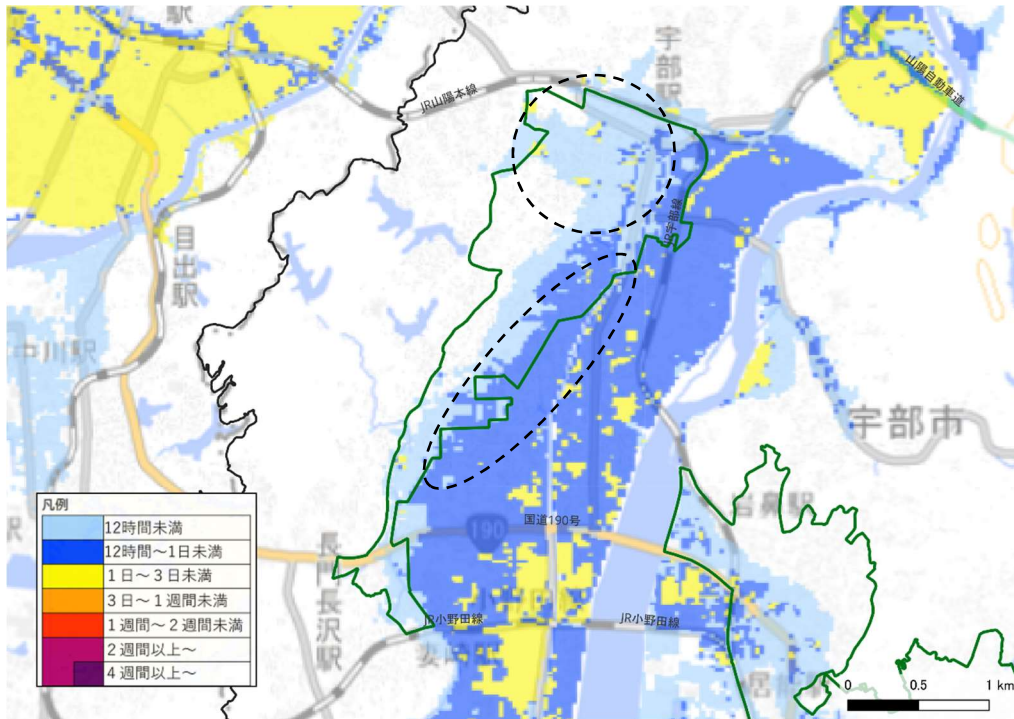 駅
宇部駅
山陽自動車道
JR山陽本線
JR宇部線
目出駅
中川駅
宇部市
岩鼻駅
国道190号
190
凡例
12時間未満
12時間～1日未満
1日～3日未満
3日～1週間未満
1週間～2週間未満
2週間以上～
4週間以上～
長門長沢駅
JR小野田線
JR小野田線
駅
居能駅
0 0.5 1 km